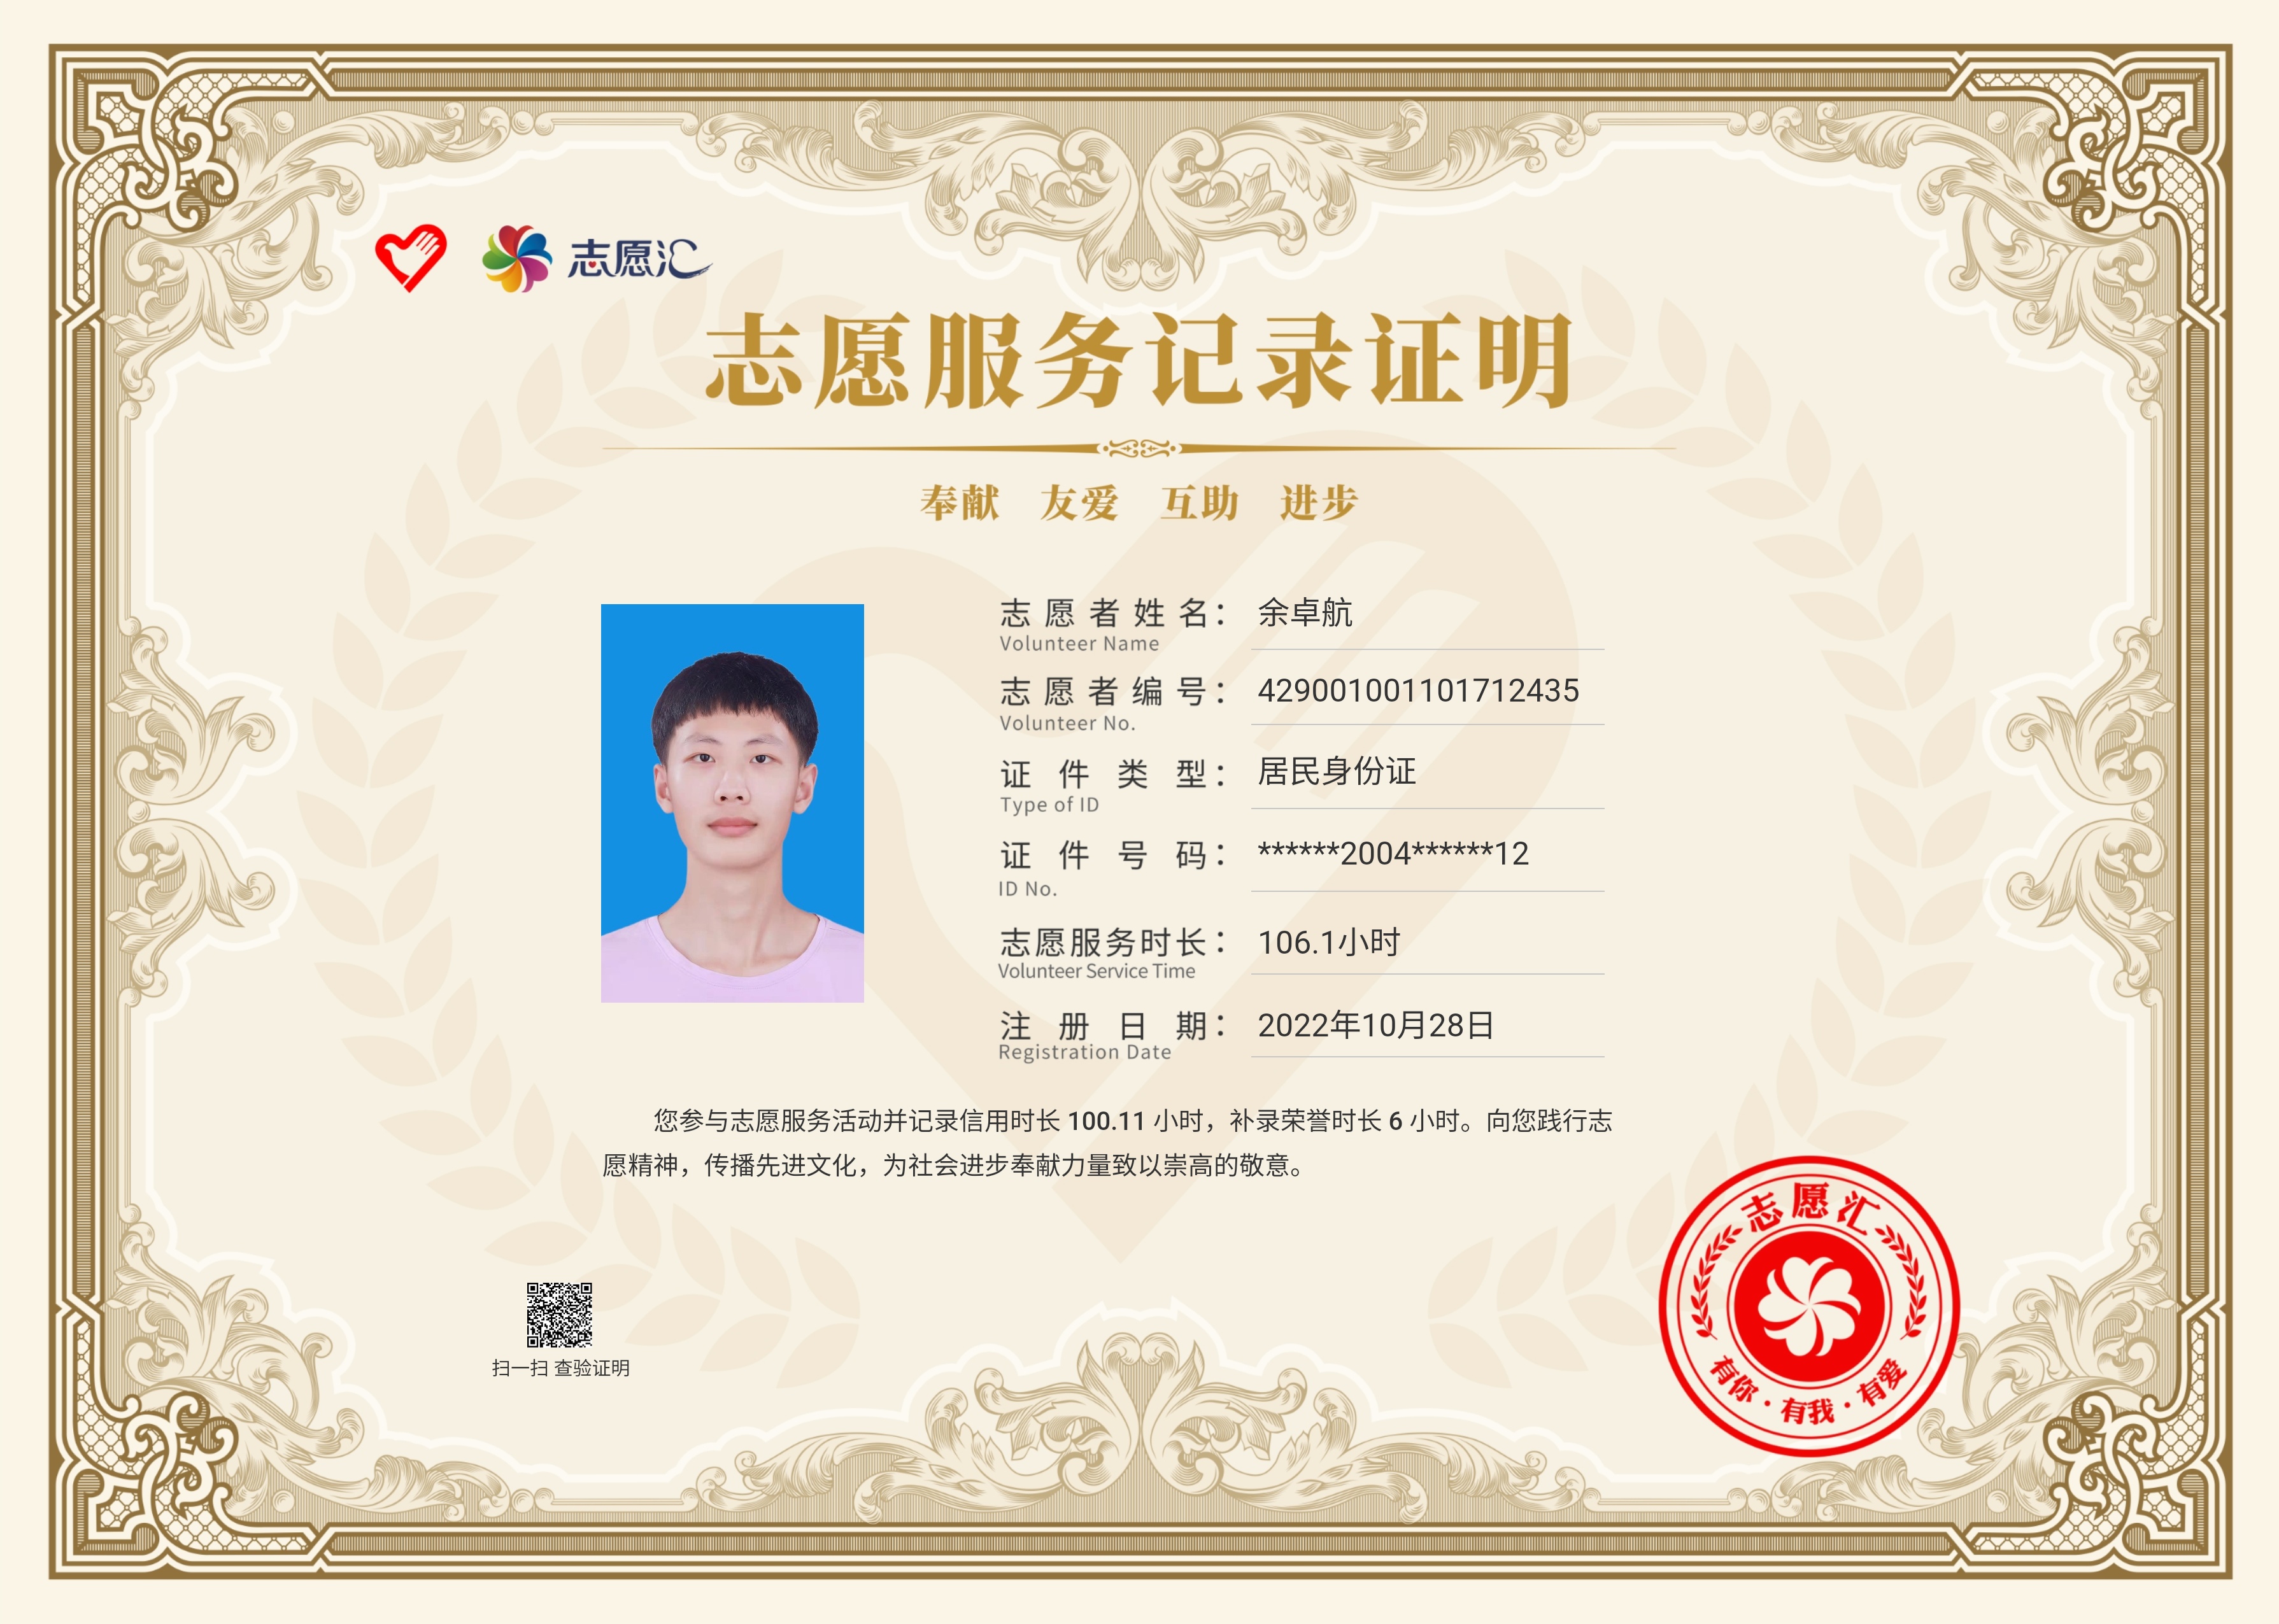 志愿汇
志愿服务记录证明
奉献 友爱 互助 进步
志愿者姓名： 余卓航
Volunteer Name
志愿者编号： 429001001101712435
Volunteer No.
证件类型： 居民身份证
Type of ID
证件号码： ******2004******12
ID No.
志愿服务时长： 106.1小时
Volunteer Service Time
注册日期： 2022年10月28日
Registration Date
您参与志愿服务活动并记录信用时长 100.11 小时，补录荣誉时长 6 小时。向您践行志
愿精神，传播先进文化，为社会进步奉献力量致以崇高的敬意。
扫一扫 查验证明
志愿汇
有你·有我·有爱